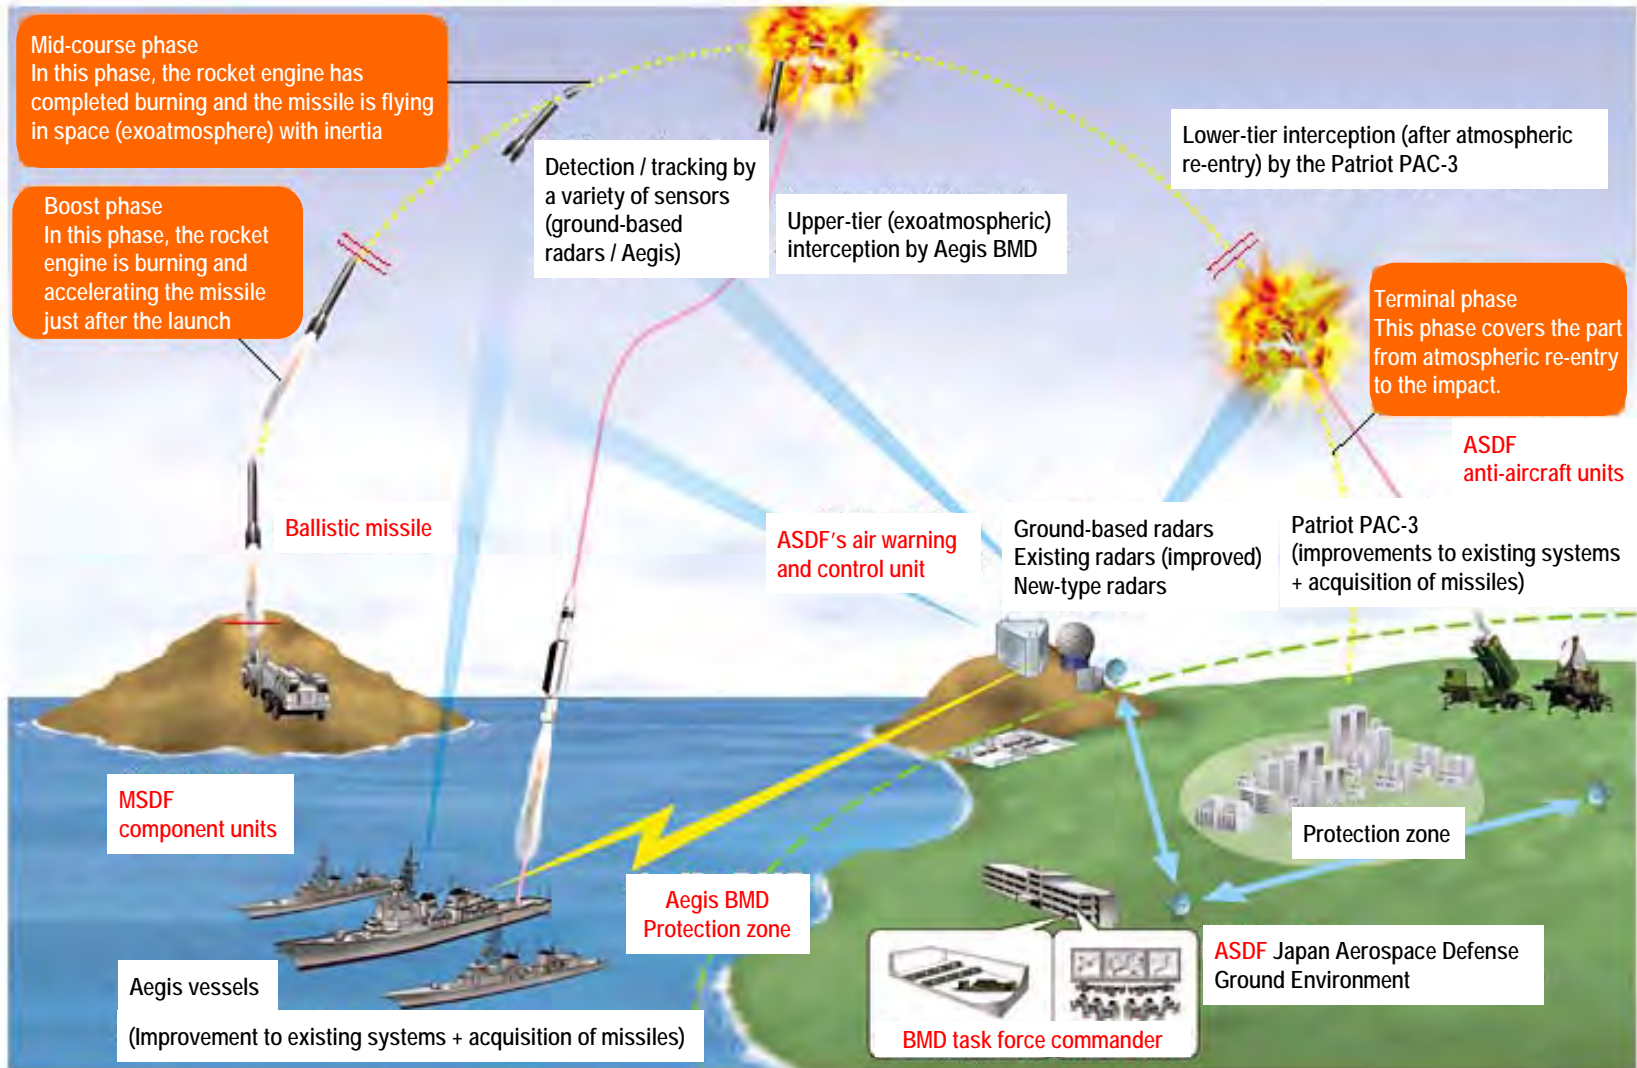 Mid-course phase
In this phase, the rocket engine has
completed burning and the missile is flying
in space (exoatmosphere) with inertia
Boost phase
In this phase, the rocket
engine is burning and
accelerating the missile
just after the launch
Detection / tracking by
a variety of sensors
(ground-based
radars / Aegis)
Upper-tier (exoatmospheric)
interception by Aegis BMD
Lower-tier interception (after atmospheric
re-entry) by the Patriot PAC-3
Terminal phase
This phase covers the part
from atmospheric re-entry
to the impact.
ASDF
anti-aircraft units
Ballistic missile
ASDF's air warning
and control unit
Ground-based radars
Existing radars (improved)
New-type radars
Patriot PAC-3
(improvements to existing systems
+ acquisition of missiles)
MSDF
component units
Protection zone
Aegis BMD
Protection zone
ASDF Japan Aerospace Defense
Ground Environment
Aegis vessels
(Improvement to existing systems + acquisition of missiles)
BMD task force commander